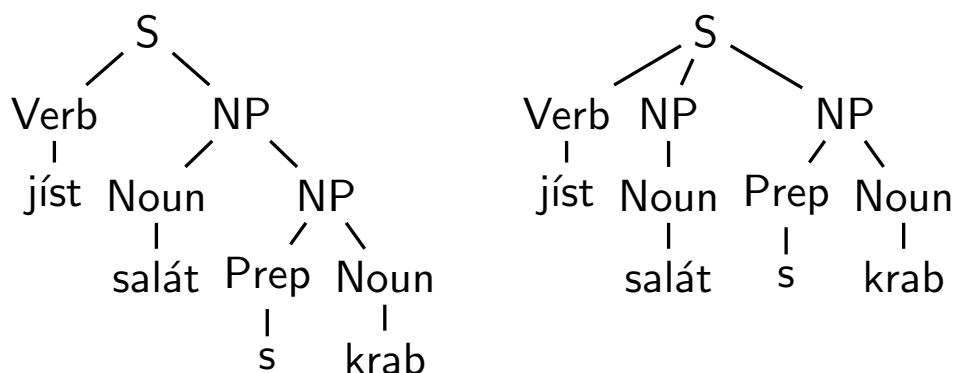 S
Verb NP
jíst Noun NP
salát Prep Noun
s krab
S
Verb NP NP
jíst Noun Prep Noun
salát s krab